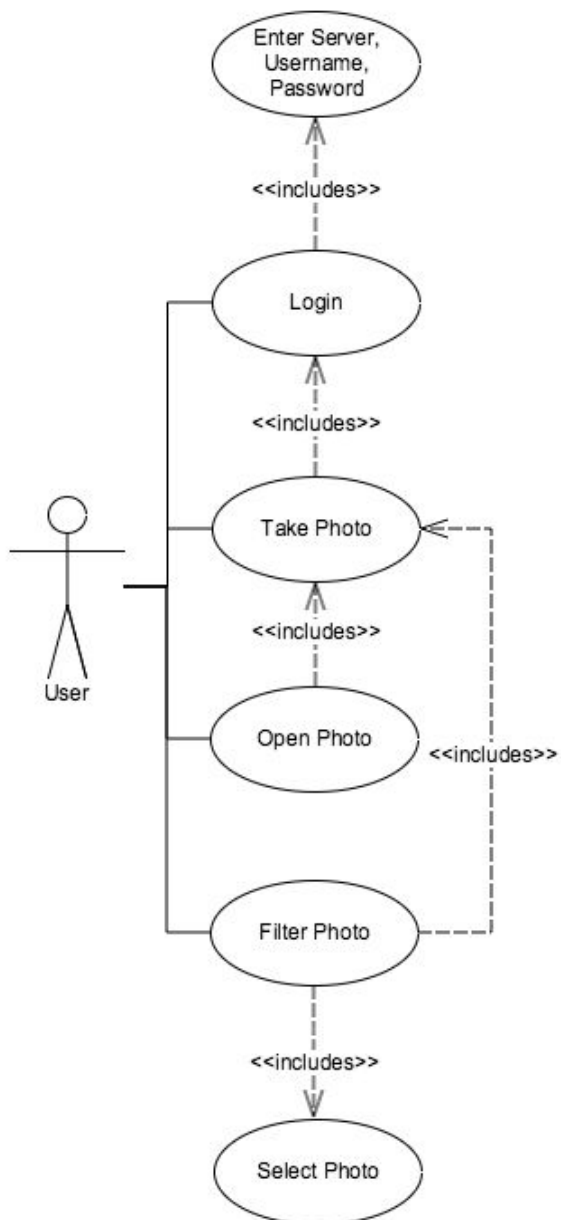 Enter Server,
Username,
Password
<<includes>>
Login
<<includes>>
Take Photo
<<includes>>
User
Open Photo
<<includes>>
Filter Photo
<<includes>>
Select Photo